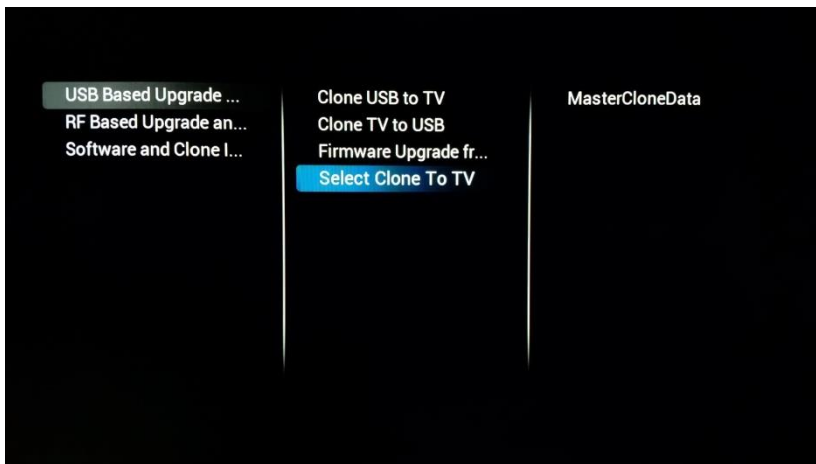 USB Based Upgrade ...
RF Based Upgrade an...
Software and Clone I...
Clone USB to TV
Clone TV to USB
Firmware Upgrade fr...
Select Clone To TV
MasterCloneData